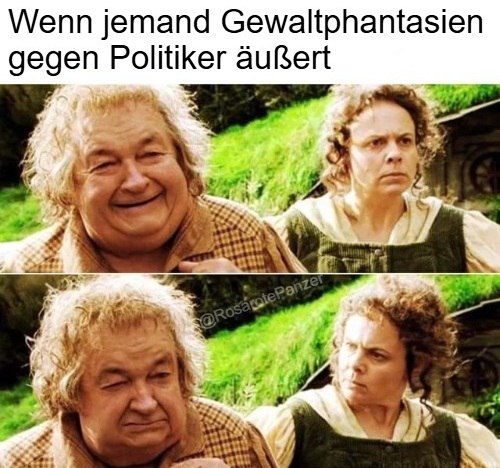 Wenn jemand Gewaltphantasien
gegen Politiker äußert
@RosarotePanzer